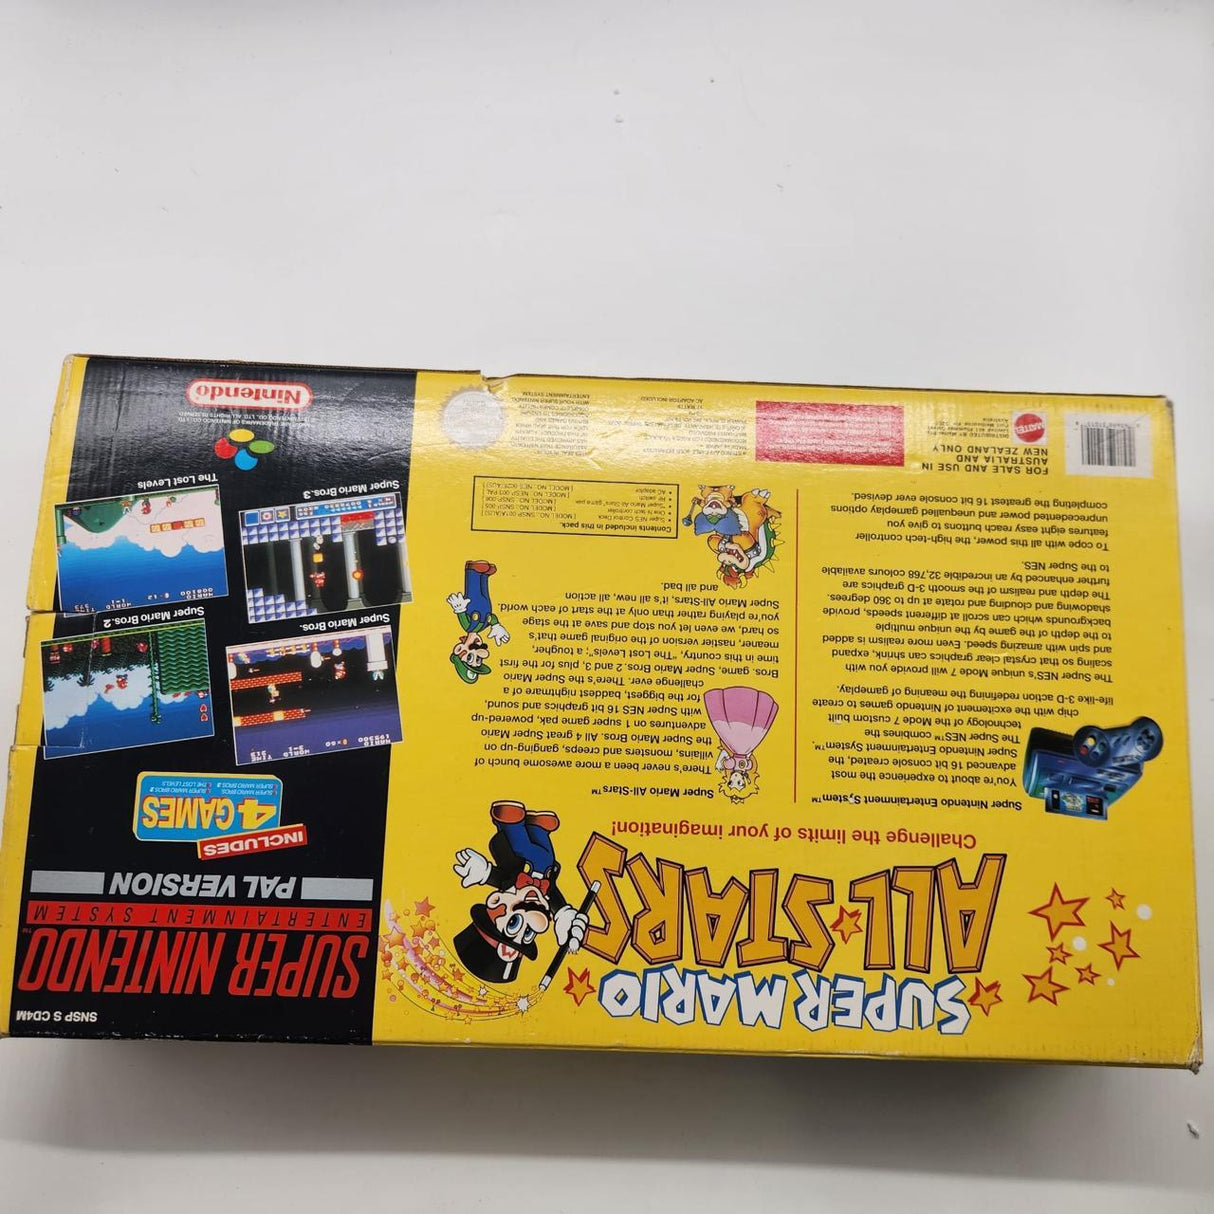 SUPER MARIO
ALL·STARS™
Challenge the limits of your imagination!
Super Nintendo Entertainment System™
You're about to experience the most
advanced 16 bit console created, the
Super Nintendo Entertainment System™.
The Super NES™ combines the
technology of the Mode 7 custom built
chip with the excitement of Nintendo games to create
life-like 3-D action redefining the meaning of gameplay.
The Super NES's unique Mode 7 will provide you with
scaling so that crystal clear graphics can shrink, expand
and spin with amazing speed. Even more realism is added
to the depth of the game by the unique multiple
backgrounds which can scroll at different speeds, provide
shadowing and clouding and rotate at up to 360 degrees.
The depth and realism of the smooth 3-D graphics are
further enhanced by an incredible 32,768 colours available
to the Super NES.
To cope with all this power, the high-tech controller
features eight easy reach buttons to give you
unprecedented power and unequalled gameplay options
completing the greatest 16 bit console ever devised.
FOR SALE AND USE IN
AUSTRALIA AND
NEW ZEALAND ONLY
MATTEL
Super Mario All-Stars™
There's never been a more awesome bunch of
villains, monsters and creeps, ganging-up on
the Super Mario Bros. All 4 great Super Mario
adventures on 1 super game pak, powered-up
with Super NES 16 bit graphics and sound,
for the biggest, baddest nightmare of a
challenge ever. There's the Super Mario
Bros. game, Super Mario Bros. 2 and 3, plus for the first
time in this country, "The Lost Levels"; a tougher,
meaner, nastier version of the original game that's
so hard, we even let you stop and save at the stage
you're playing rather than only at the start of each world.
Super Mario All-Stars, it's all new, all action
and all bad.
Contents included in this pack:
• Super NES Control Deck
• Super Mario All-Stars game pak
• RF switch
• AC adaptor
SNSP S CD4M
SUPER NINTENDO™
ENTERTAINMENT SYSTEM
PAL VERSION
INCLUDES
4 GAMES
Super Mario Bros.
Super Mario Bros.2
Super Mario Bros.3
The Lost Levels
Nintendo